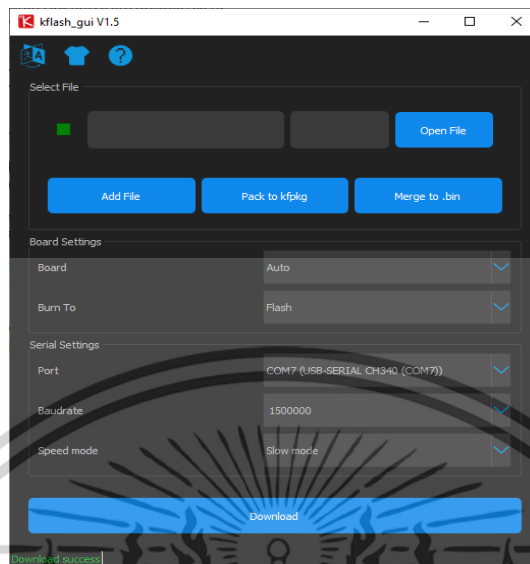 kflash_gui V1.5
Select File
Open File
Add File Pack to kfpkg Merge to .bin
Board Settings
Board Auto
Burn To Flash
Serial Settings
Port COM7 (USB-SERIAL CH340 (COM7))
Baudrate 1500000
Speed mode Slow mode
Download
Download success